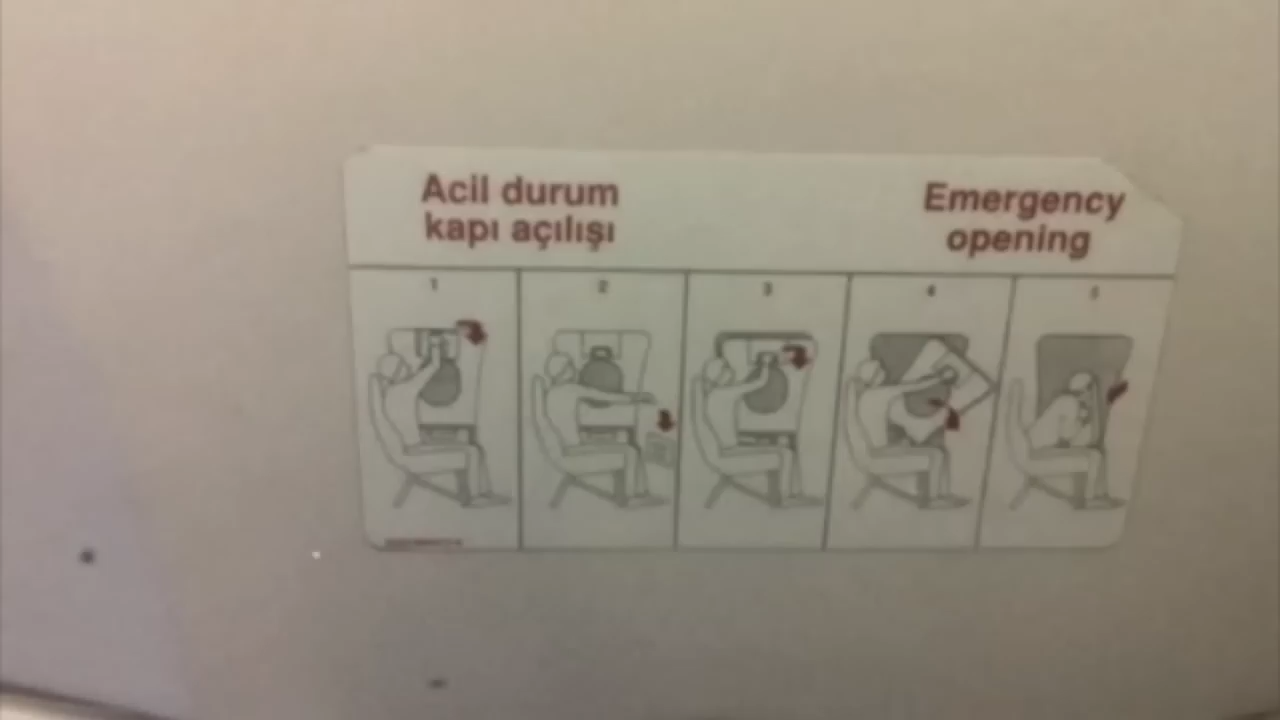 Acil durum
kapı açılışı
Emergency
opening
1 2 3 4 5